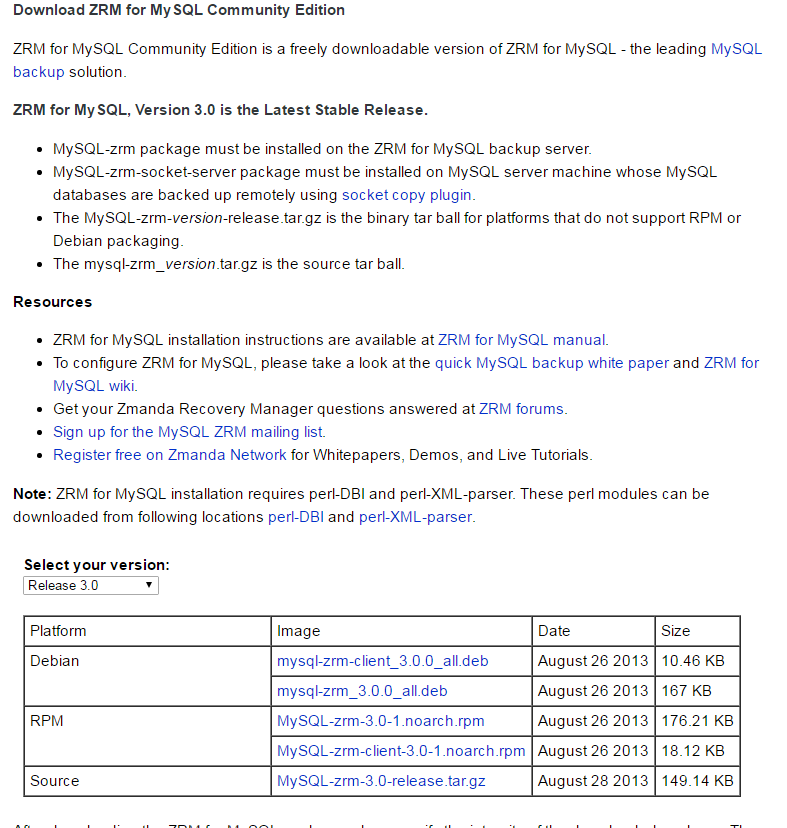 Download ZRM for MySQL Community Edition
ZRM for MySQL Community Edition is a freely downloadable version of ZRM for MySQL - the leading MySQL
backup solution.
ZRM for MySQL, Version 3.0 is the Latest Stable Release.
• MySQL-zrm package must be installed on the ZRM for MySQL backup server.
• MySQL-zrm-socket-server package must be installed on MySQL server machine whose MySQL
databases are backed up remotely using socket copy plugin.
• The MySQL-zrm-version-release.tar.gz is the binary tar ball for platforms that do not support RPM or
Debian packaging.
• The mysql-zrm_version.tar.gz is the source tar ball.
Resources
• ZRM for MySQL installation instructions are available at ZRM for MySQL manual.
• To configure ZRM for MySQL, please take a look at the quick MySQL backup white paper and ZRM for
MySQL wiki.
• Get your Zmanda Recovery Manager questions answered at ZRM forums.
• Sign up for the MySQL ZRM mailing list.
• Register free on Zmanda Network for Whitepapers, Demos, and Live Tutorials.
Note: ZRM for MySQL installation requires perl-DBI and perl-XML-parser. These perl modules can be
downloaded from following locations perl-DBI and perl-XML-parser.
Select your version:
Release 3.0
Platform Image Date Size
Debian mysql-zrm-client_3.0.0_all.deb August 26 2013 10.46 KB
mysql-zrm_3.0.0_all.deb August 26 2013 167 KB
RPM MySQL-zrm-3.0-1.noarch.rpm August 26 2013 176.21 KB
MySQL-zrm-client-3.0-1.noarch.rpm August 26 2013 18.12 KB
Source MySQL-zrm-3.0-release.tar.gz August 28 2013 149.14 KB